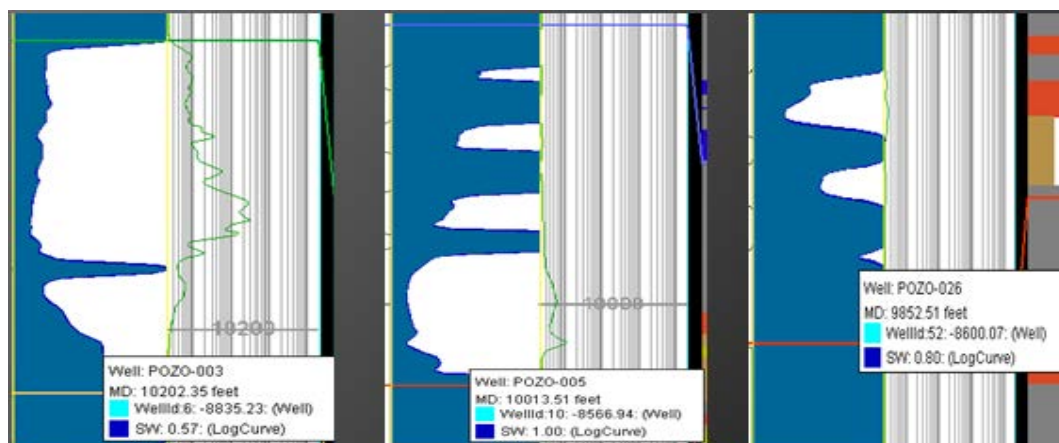 10200
Well: POZO-003
MD: 10202.35 feet
WellId:6: -8835.23: (Well)
SW: 0.57: (LogCurve)
10000
Well: POZO-005
MD: 10013.51 feet
WellId:10: -8566.94: (Well)
SW: 1.00: (LogCurve)
Well: POZO-026
MD: 9852.51 feet
WellId:52: -8600.07: (Well)
SW: 0.80: (LogCurve)